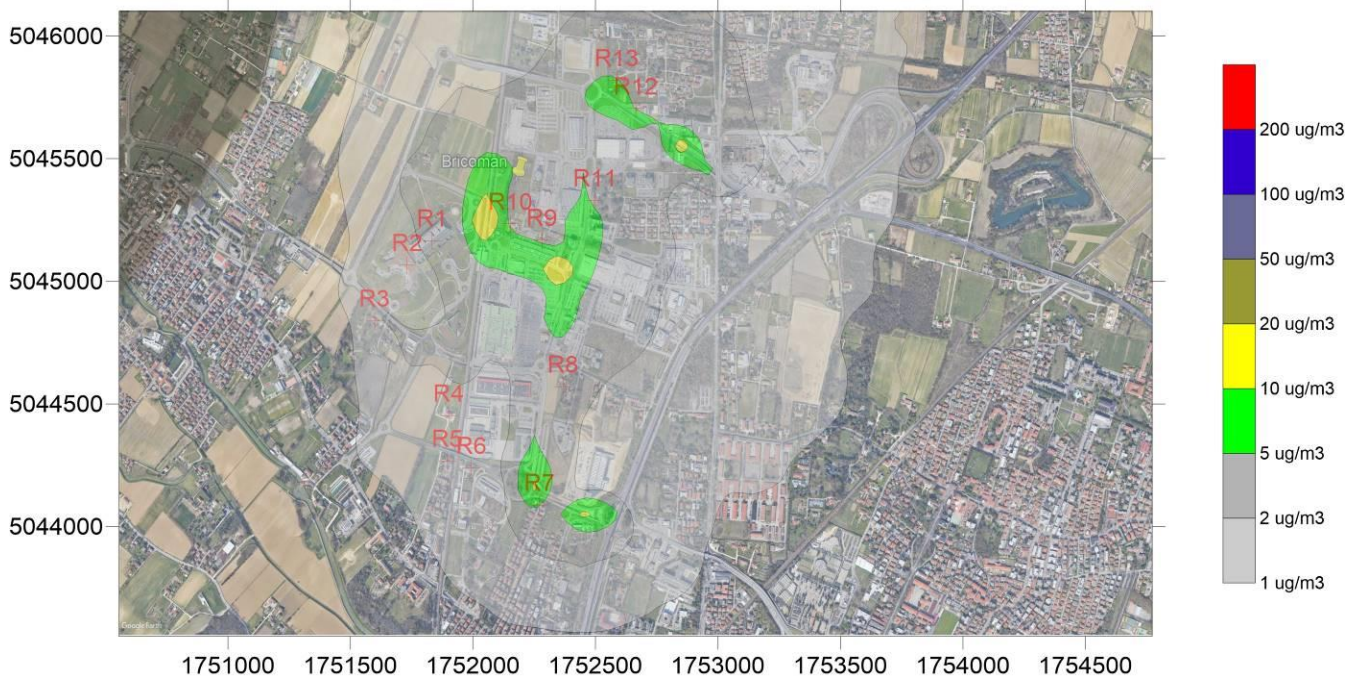 5046000
5045500
5045000
5044500
5044000
R13
R12
Bricoman
R11
R10
R9
R1
R2
R3
R8
R4
R5
R6
R7
Google Earth
1751000 1751500 1752000 1752500 1753000 1753500 1754000 1754500
200 ug/m3
100 ug/m3
50 ug/m3
20 ug/m3
10 ug/m3
5 ug/m3
2 ug/m3
1 ug/m3